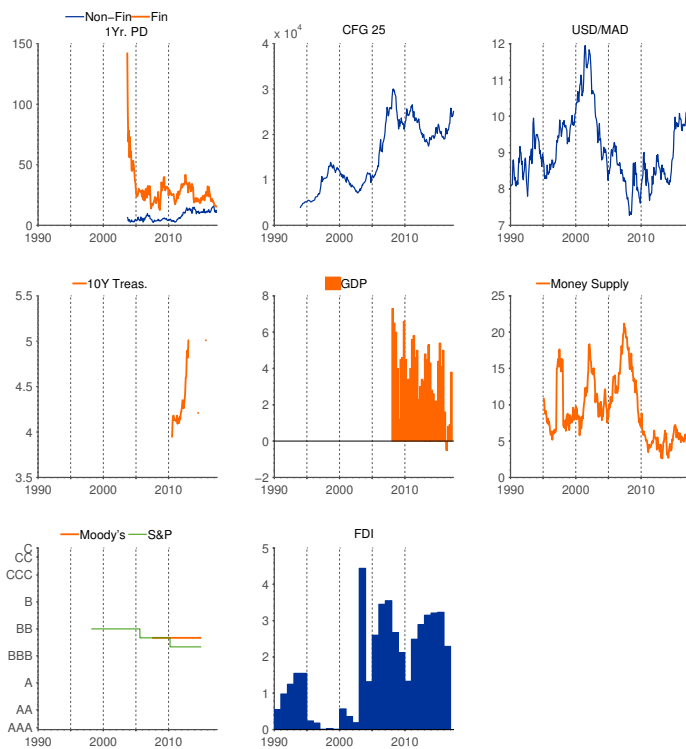 Non−Fin Fin
1Yr. PD
150
100
50
0
1990 2000 2010
x 10⁴ CFG 25
4
3
2
1
0
1990 2000 2010
USD/MAD
12
11
10
9
8
7
1990 2000 2010
10Y Treas.
5.5
5
4.5
4
3.5
1990 2000 2010
GDP
8
6
4
2
0
−2
1990 2000 2010
Money Supply
25
20
15
10
5
0
1990 2000 2010
Moody's S&P
C
CC
CCC
B
BB
BBB
A
AA
AAA
1990 2000 2010
FDI
5
4
3
2
1
0
1990 2000 2010